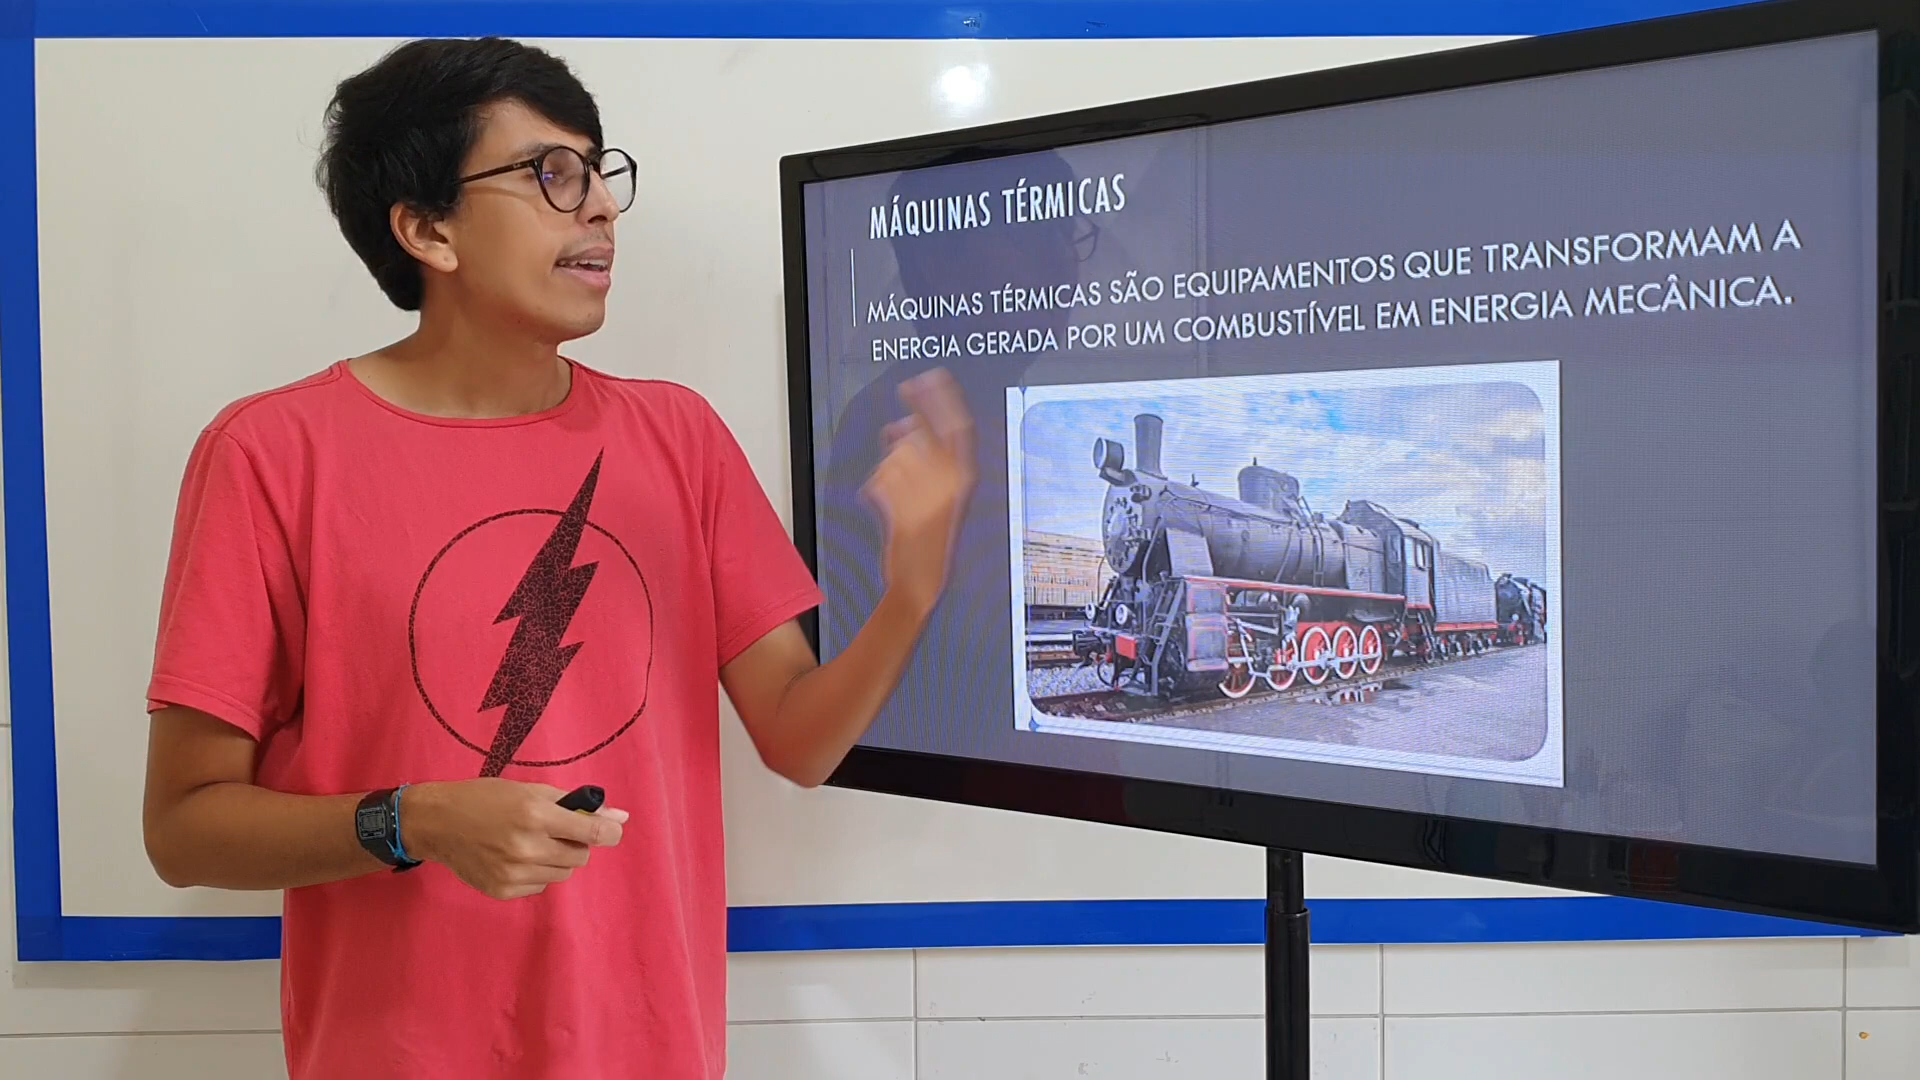 MÁQUINAS TÉRMICAS
MÁQUINAS TÉRMICAS SÃO EQUIPAMENTOS QUE TRANSFORMAM A
ENERGIA GERADA POR UM COMBUSTÍVEL EM ENERGIA MECÂNICA.